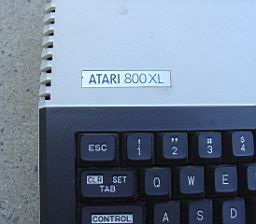 ATARI 800XL
ESC ! 1 " 2 # 3 $ 4
CLR SET TAB Q W E
CONTROL A S D